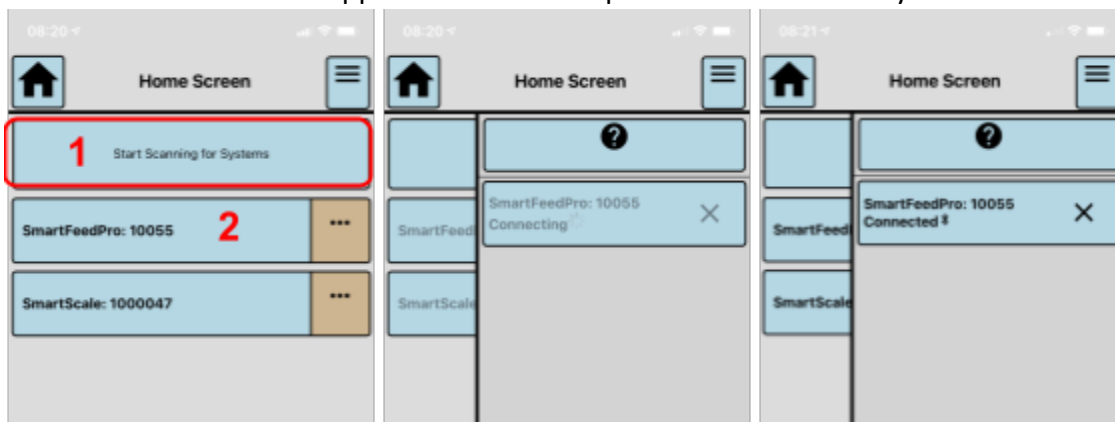 08:20
Home Screen
1 Start Scanning for Systems
SmartFeedPro: 10055 2 ...
SmartScale: 1000047 ...
08:20
Home Screen
SmartFeedPro: 10055
Connecting
SmartFeed
SmartScale
08:21
Home Screen
SmartFeedPro: 10055
Connected
SmartFeed
SmartScale